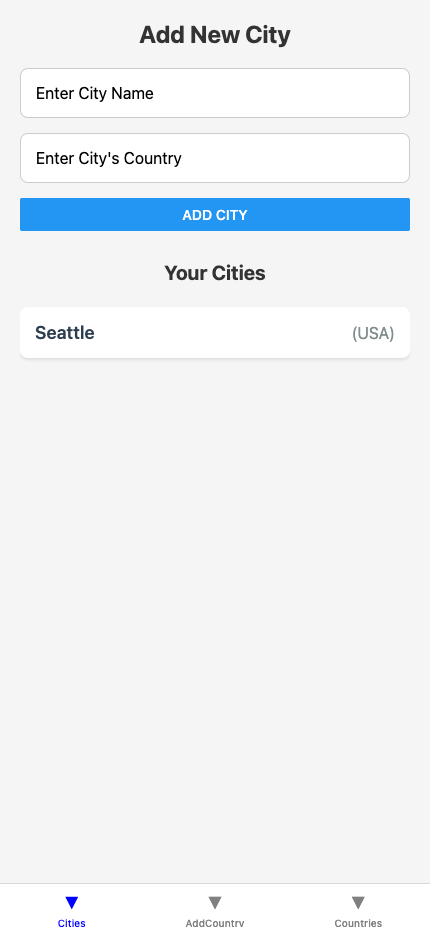 Add New City
Enter City Name
Enter City's Country
ADD CITY
Your Cities
Seattle (USA)
Cities AddCountry Countries